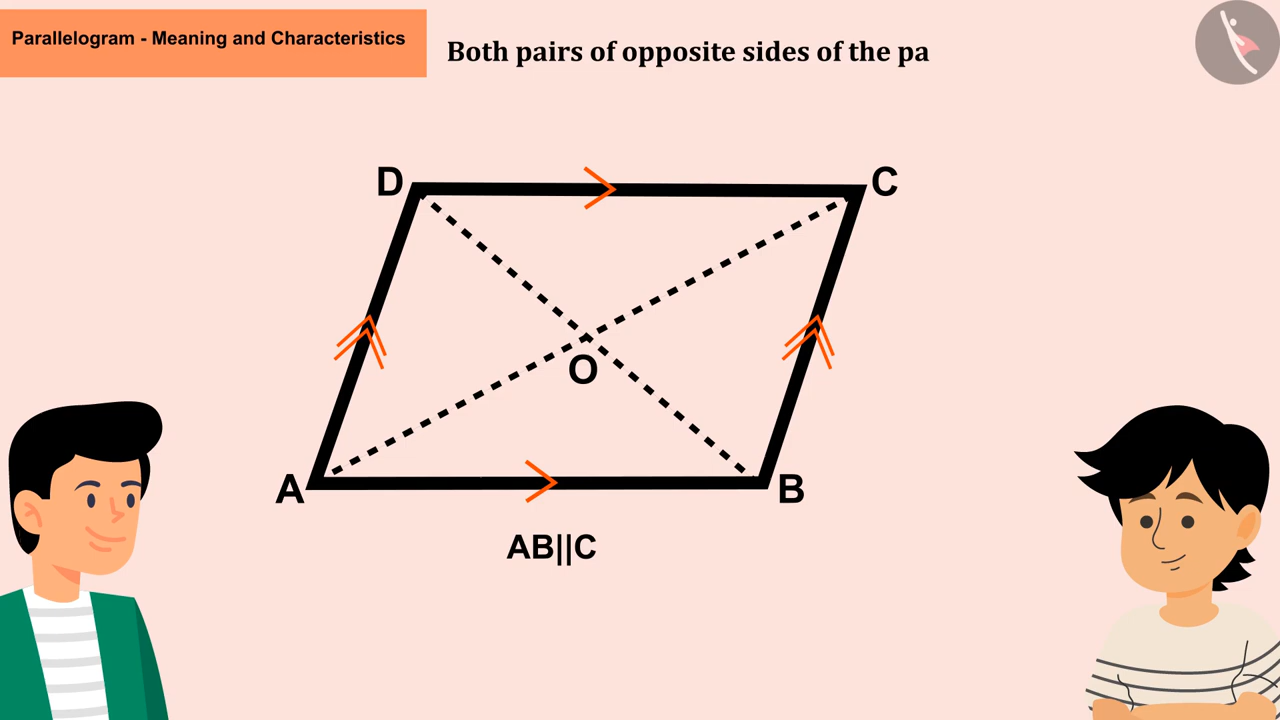 Parallelogram - Meaning and Characteristics
Both pairs of opposite sides of the pa
D
C
O
A
B
AB||C